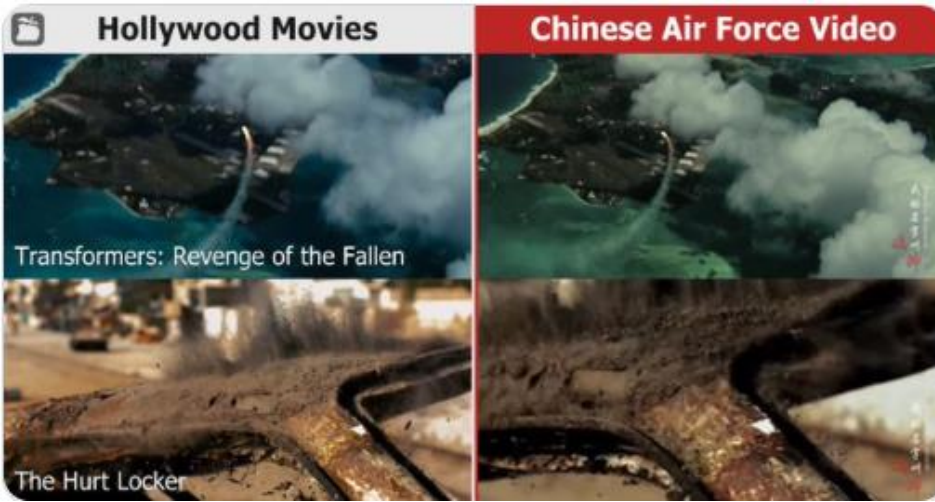 Hollywood Movies
Chinese Air Force Video
Transformers: Revenge of the Fallen
The Hurt Locker